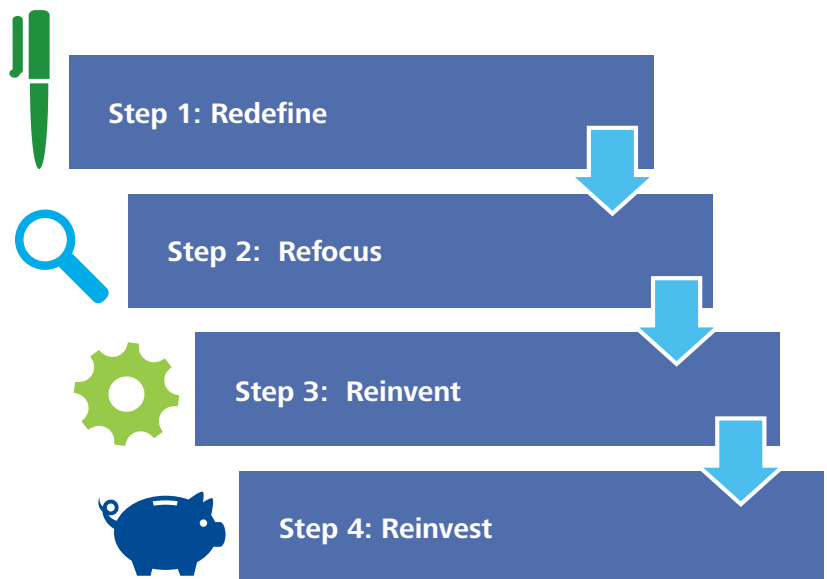 Step 1: Redefine
Step 2:  Refocus
Step 3:  Reinvent
Step 4: Reinvest